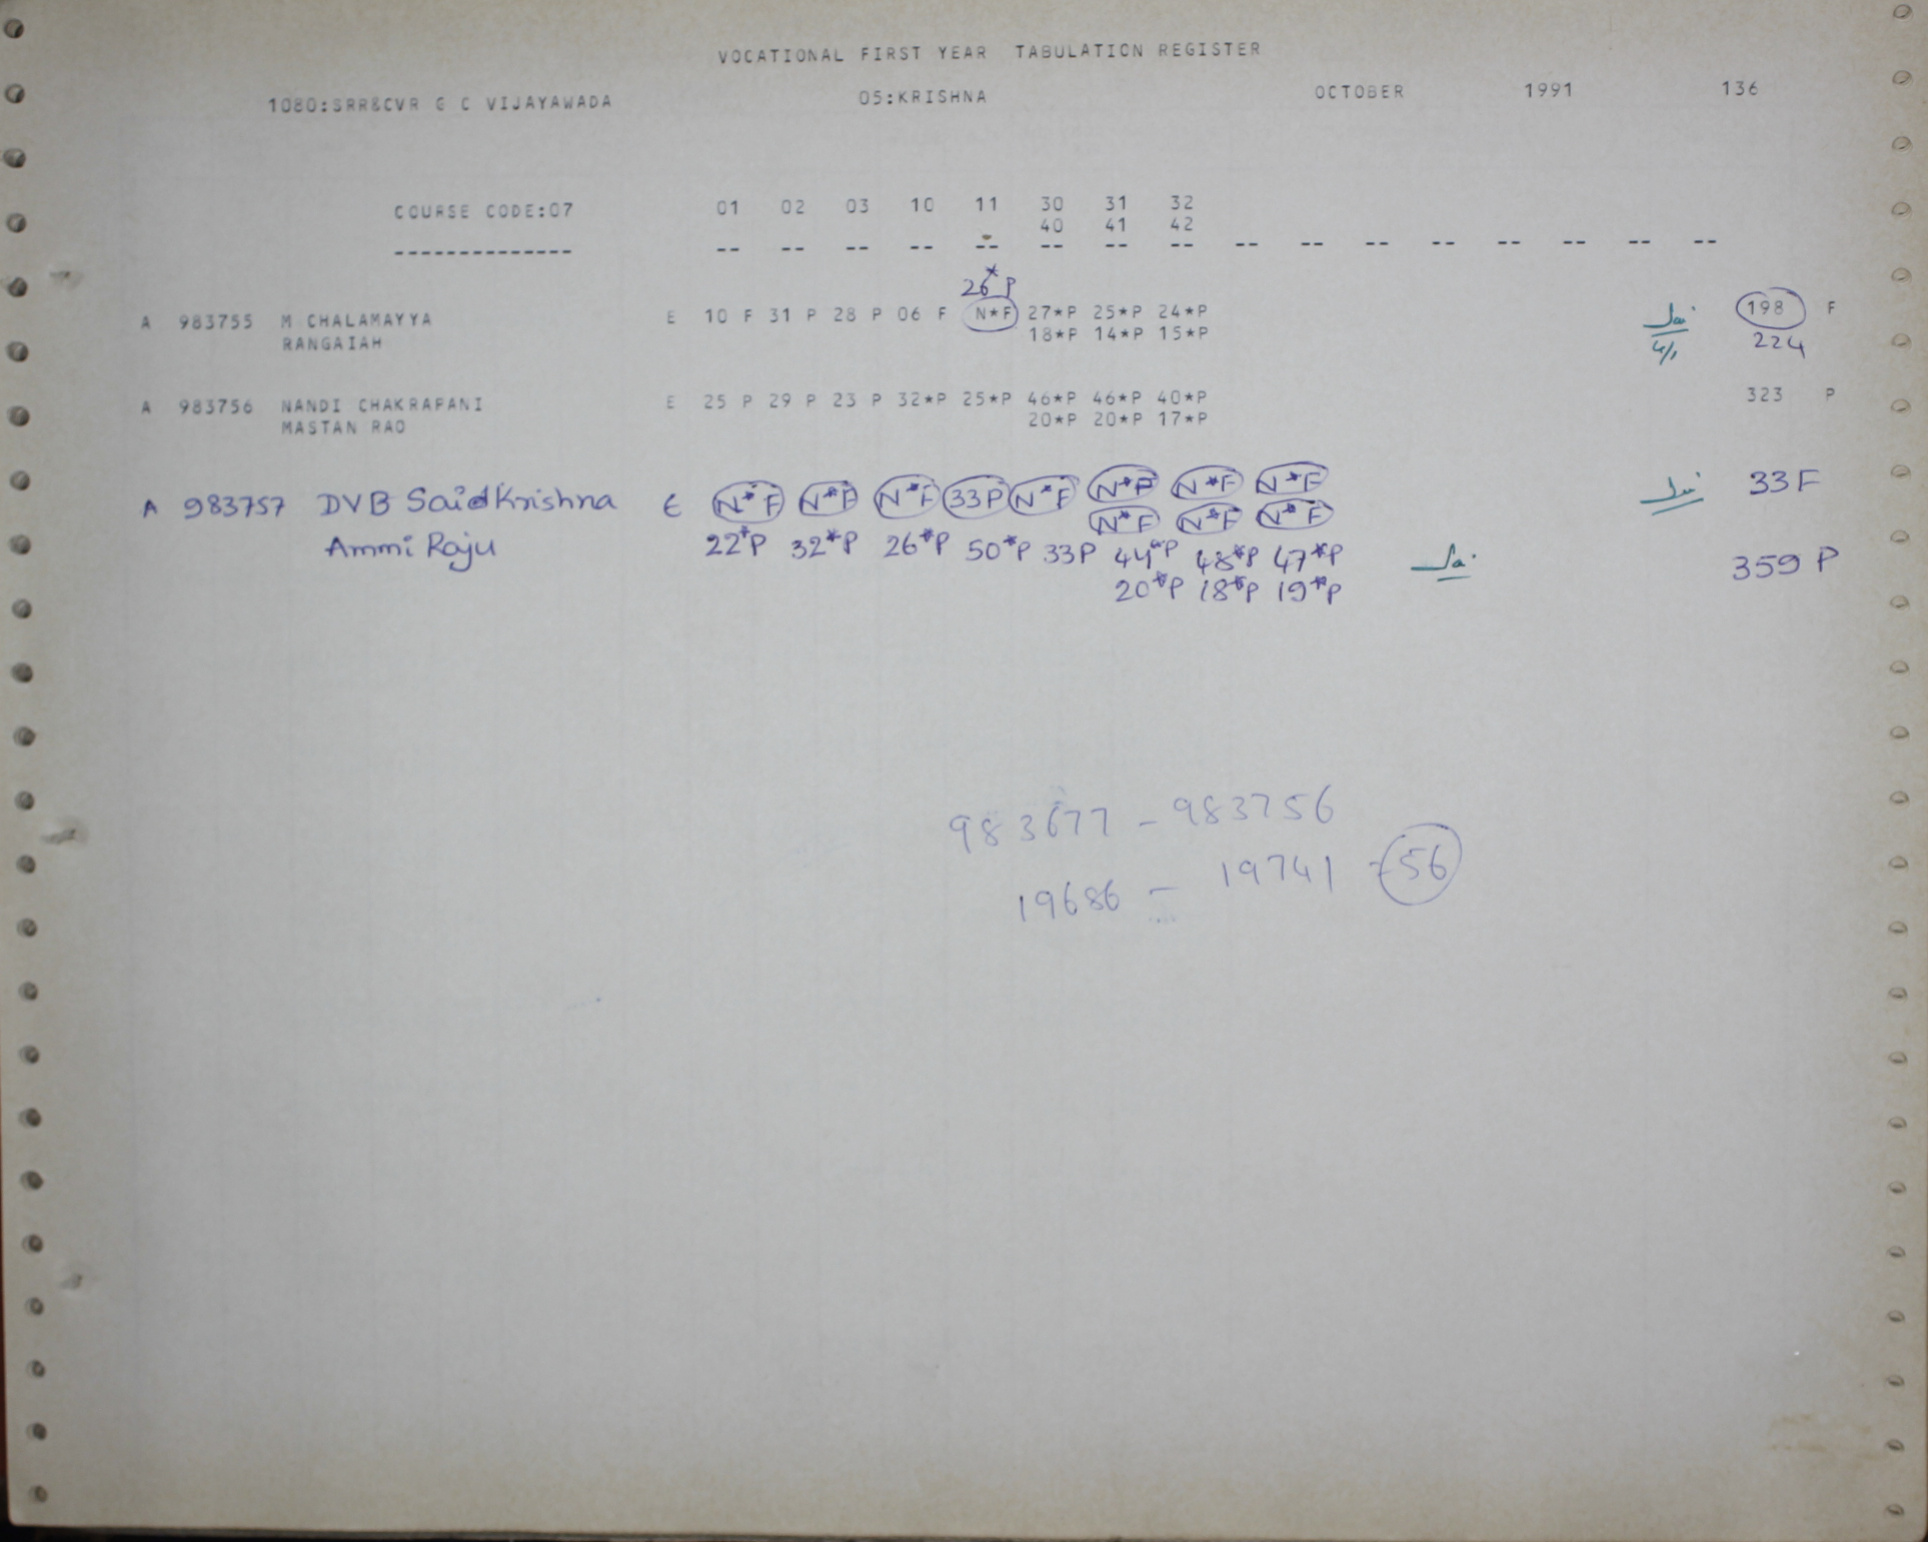 VOCATIONAL FIRST YEAR TABULATION REGISTER
1080:SRR&CVR G C VIJAYAWADA 05:KRISHNA OCTOBER 1991 136
COURSE CODE:07 01 02 03 10 11 30 31 32
40 41 42
-------------- -- -- -- -- -- -- -- -- -- -- -- -- -- -- -- --
26*P
A 983755 M CHALAMAYYA E 10 F 31 P 28 P 06 F N*F 27*P 25*P 24*P 198 F
RANGAIAH 18*P 14*P 15*P 4/1 224
A 983756 NANDI CHAKRAPANI E 25 P 29 P 23 P 32*P 25*P 46*P 46*P 40*P 323 P
MASTAN RAO 20*P 20*P 17*P
A 983757 DVB Said Krishna E N*F N*F N*F 33P N*F N*P N*F N*F 33F
N*F N*F N*F
Ammi Raju 22*P 32*P 26*P 50*P 33P 44*P 48*P 47*P 359 P
20*P 18*P 19*P
983677 - 983756
19686 - 19741 - 56